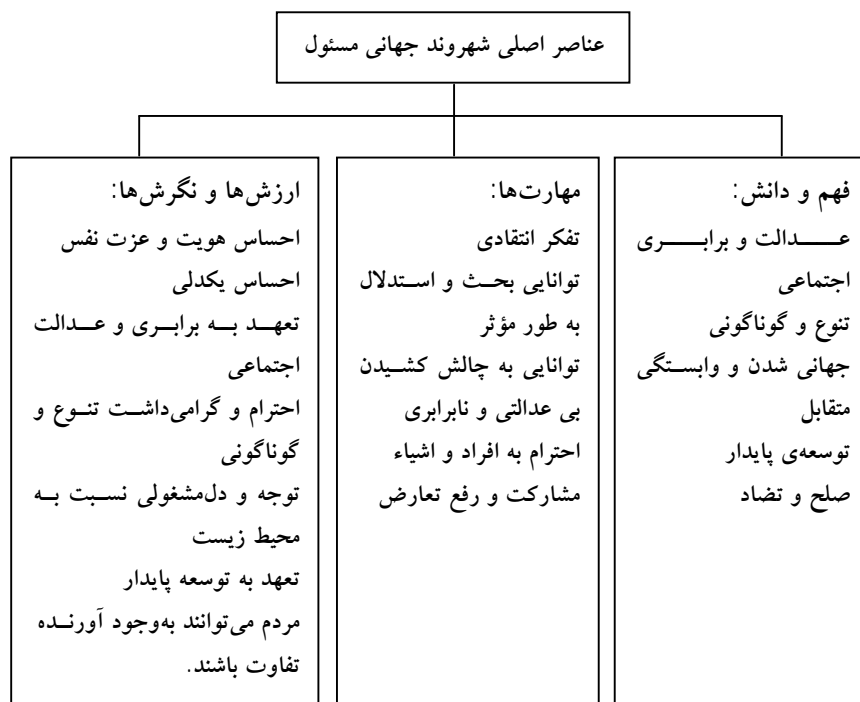 عناصر اصلی شهروند جهانی مسئول
فهم و دانش:
عــــدالت و برابــــری
اجتماعی
تنوع و گوناگونی
جهانی شدن و وابستگی
متقابل
توسعه‌ی پایدار
صلح و تضاد
مهارت‌ها:
تفکر انتقادی
توانایی بحث و استدلال
به طور مؤثر
توانایی به چالش کشیدن
بی عدالتی و نابرابری
احترام به افراد و اشیاء
مشارکت و رفع تعارض
ارزش‌ها و نگرش‌ها:
احساس هویت و عزت نفس
احساس یکدلی
تعهد به برابری و عدالت
اجتماعی
احترام و گرامی‌داشت تنوع و
گوناگونی
توجه و دل‌مشغولی نسبت به
محیط زیست
تعهد به توسعه پایدار
مردم می‌توانند به‌وجود آورنده
تفاوت باشند.